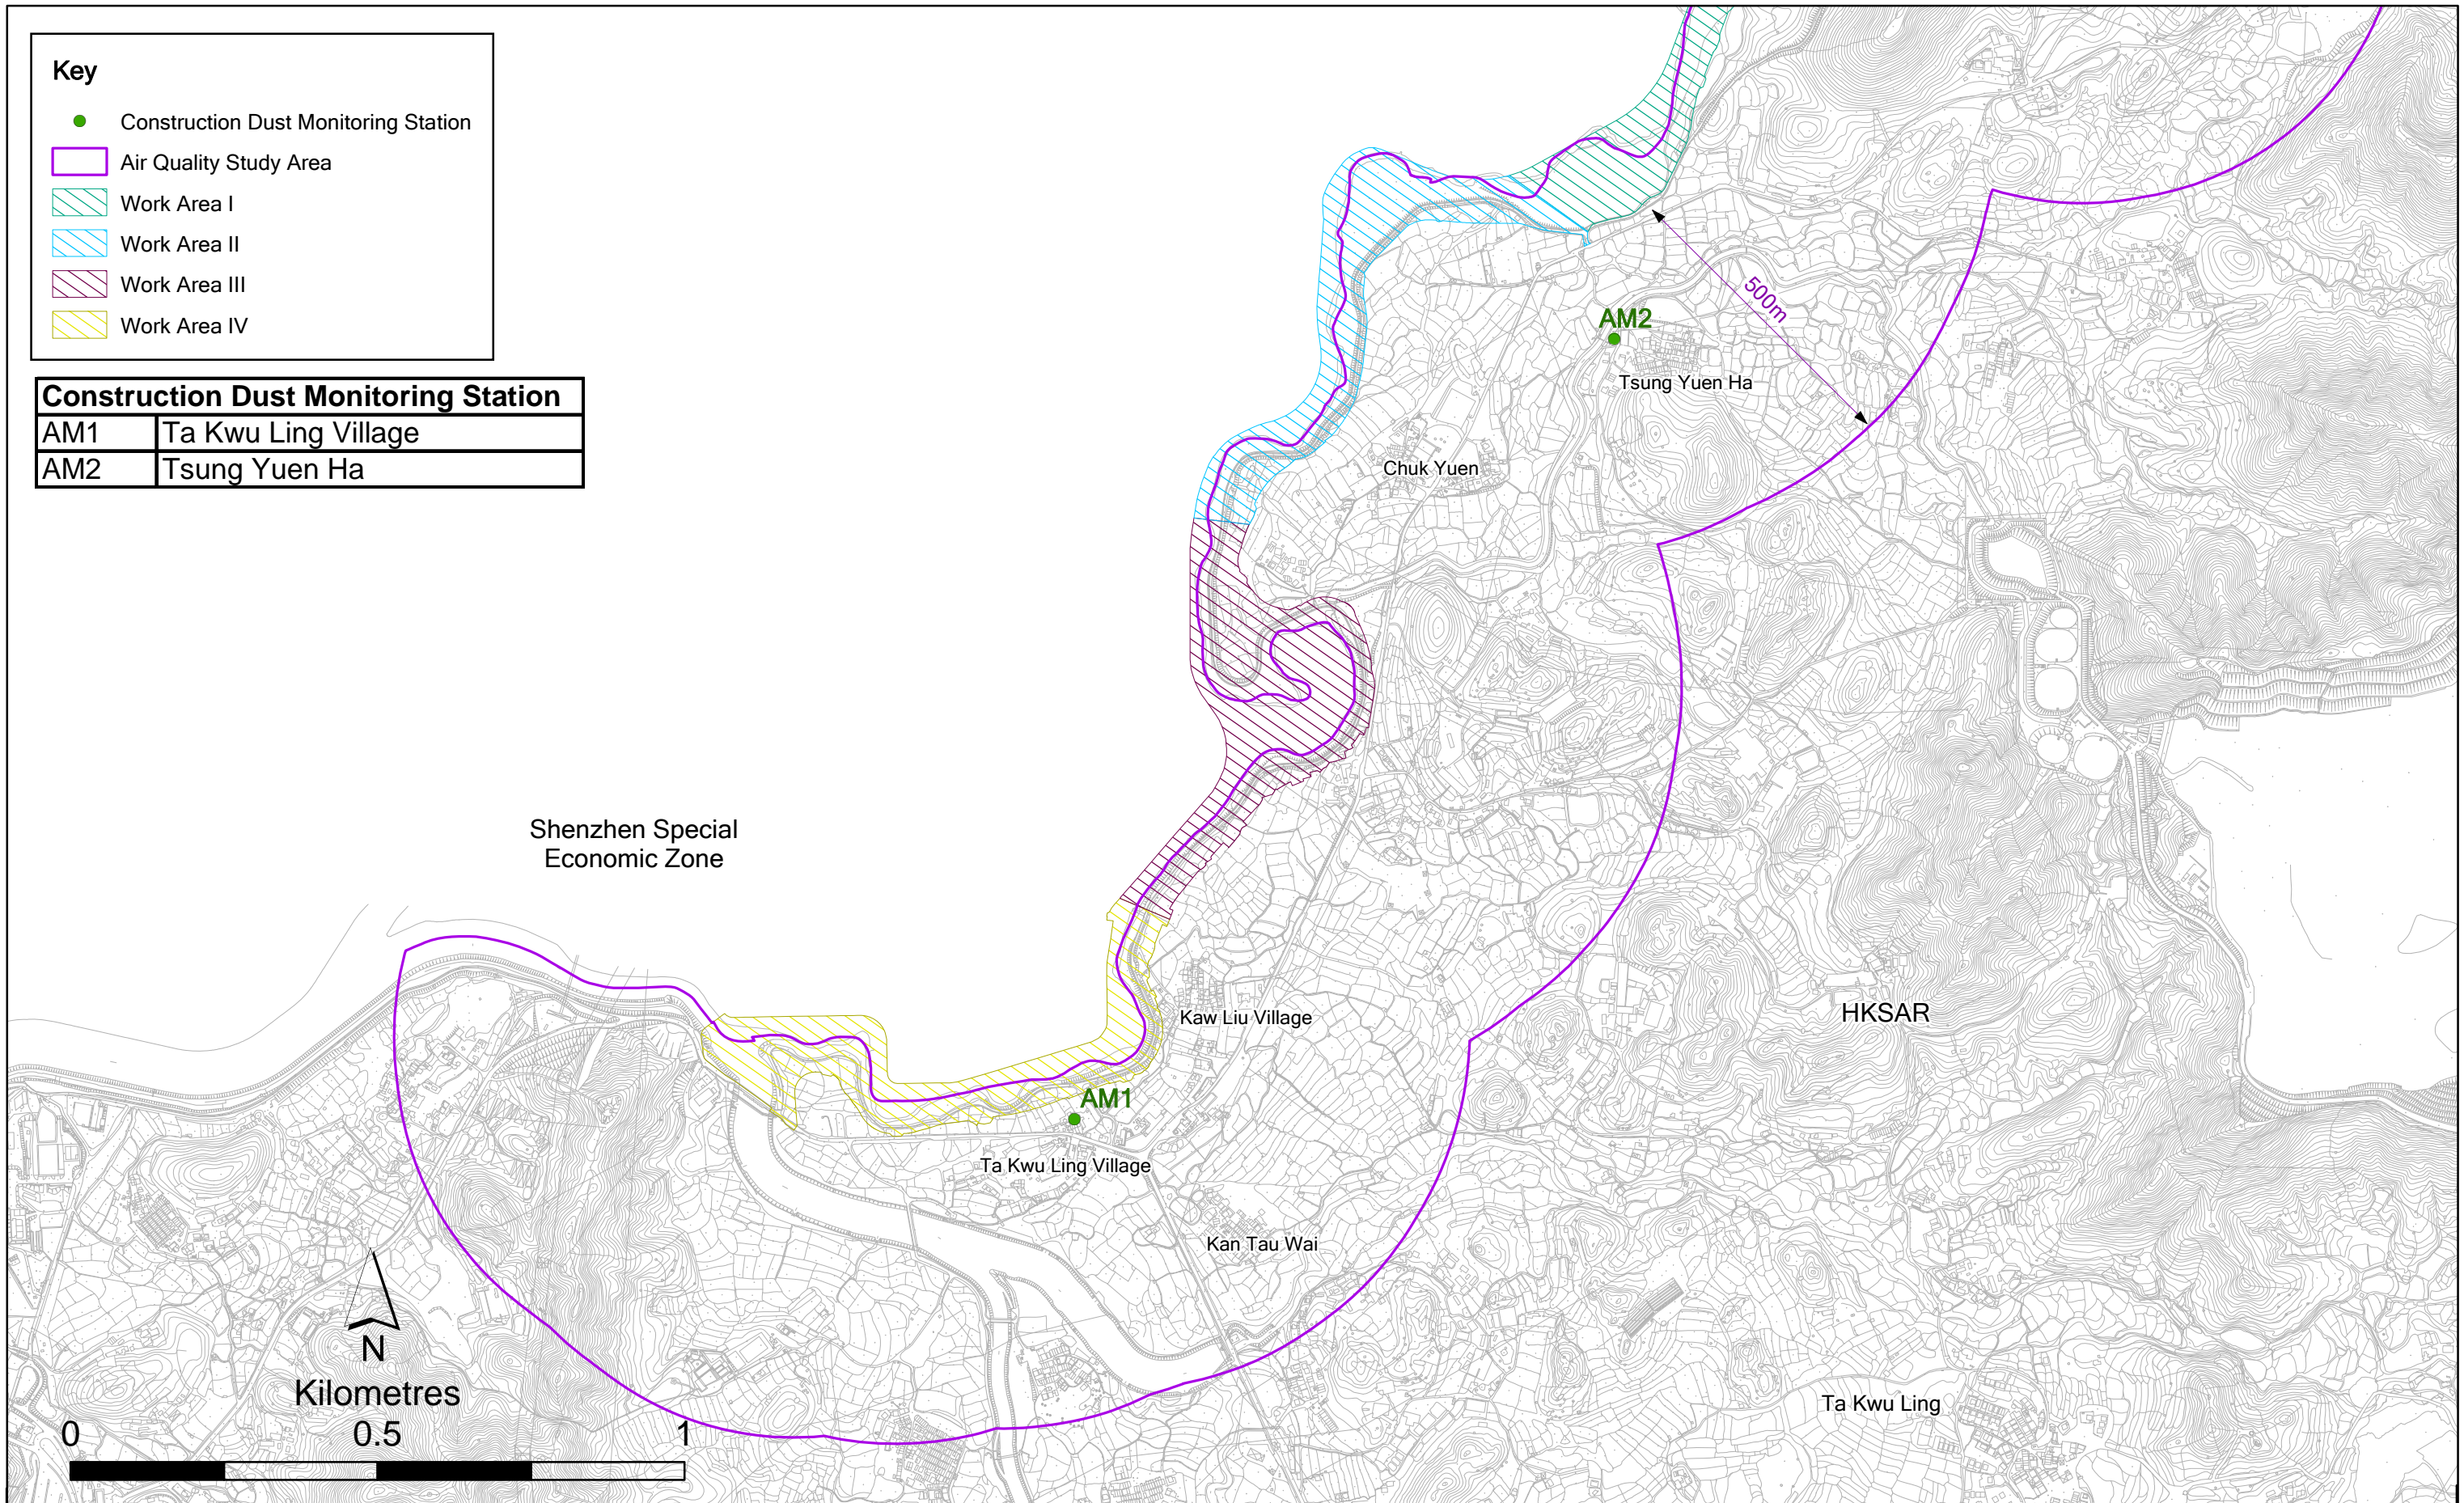 Key
Construction Dust Monitoring Station
Air Quality Study Area
Work Area I
Work Area II
Work Area III
Work Area IV
Construction Dust Monitoring Station
AM1 Ta Kwu Ling Village
AM2 Tsung Yuen Ha
500m
AM2
Tsung Yuen Ha
Chuk Yuen
Shenzhen Special
Economic Zone
Kaw Liu Village
HKSAR
AM1
Ta Kwu Ling Village
Kan Tau Wai
N
Kilometres
0 0.5 1
Ta Kwu Ling